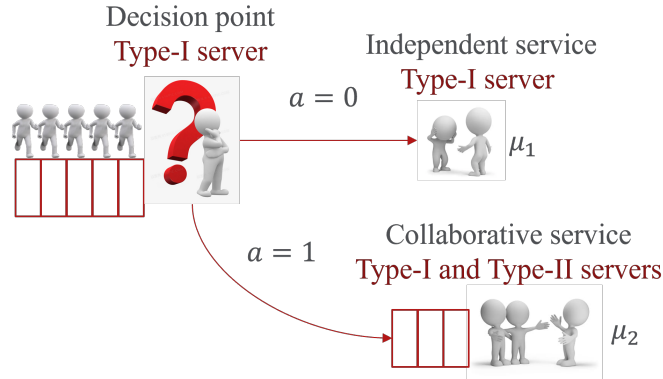 Decision point
Type-I server
Independent service
Type-I server
a = 0
μ₁
a = 1
Collaborative service
Type-I and Type-II servers
μ₂